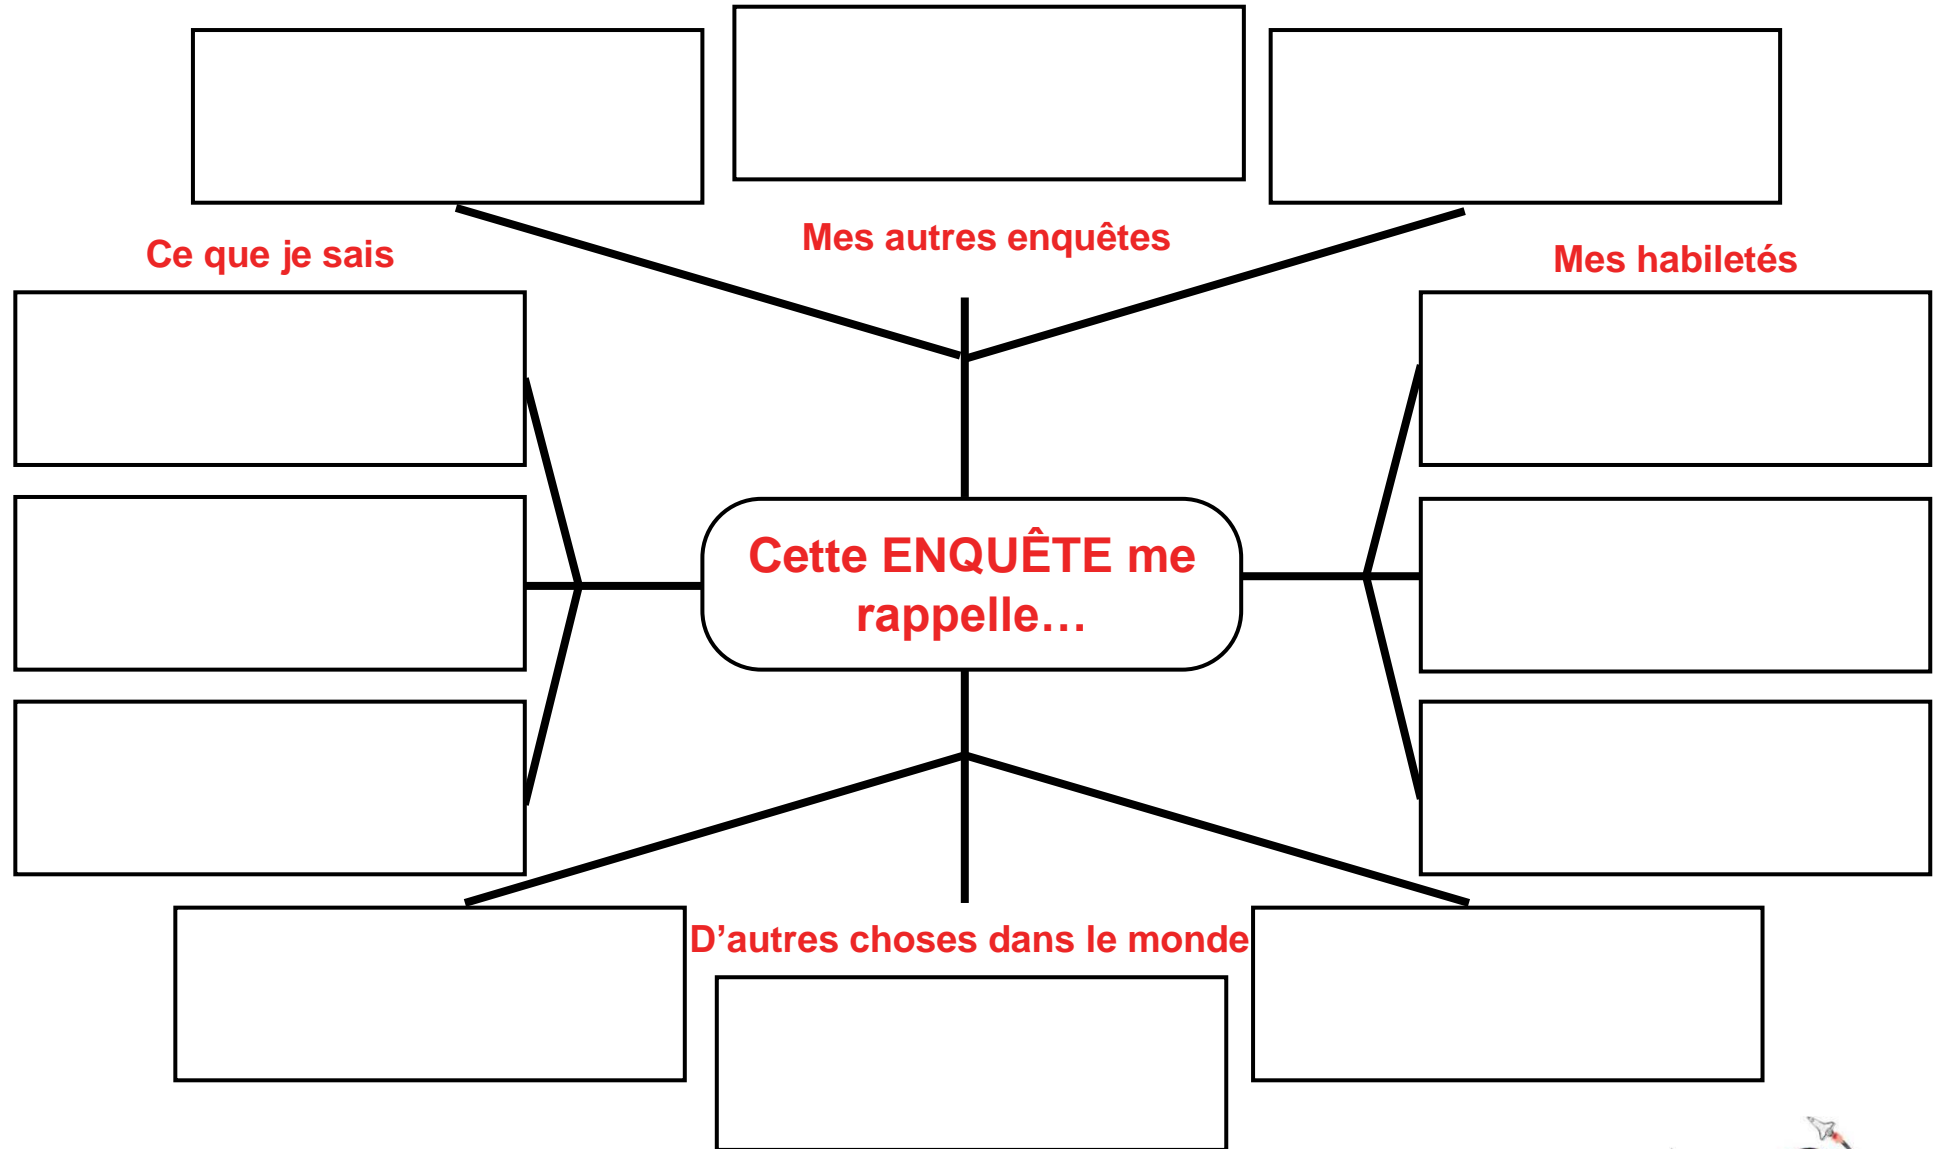 Mes autres enquêtes
Ce que je sais
Mes habiletés
Cette ENQUÊTE me
rappelle…
D’autres choses dans le monde